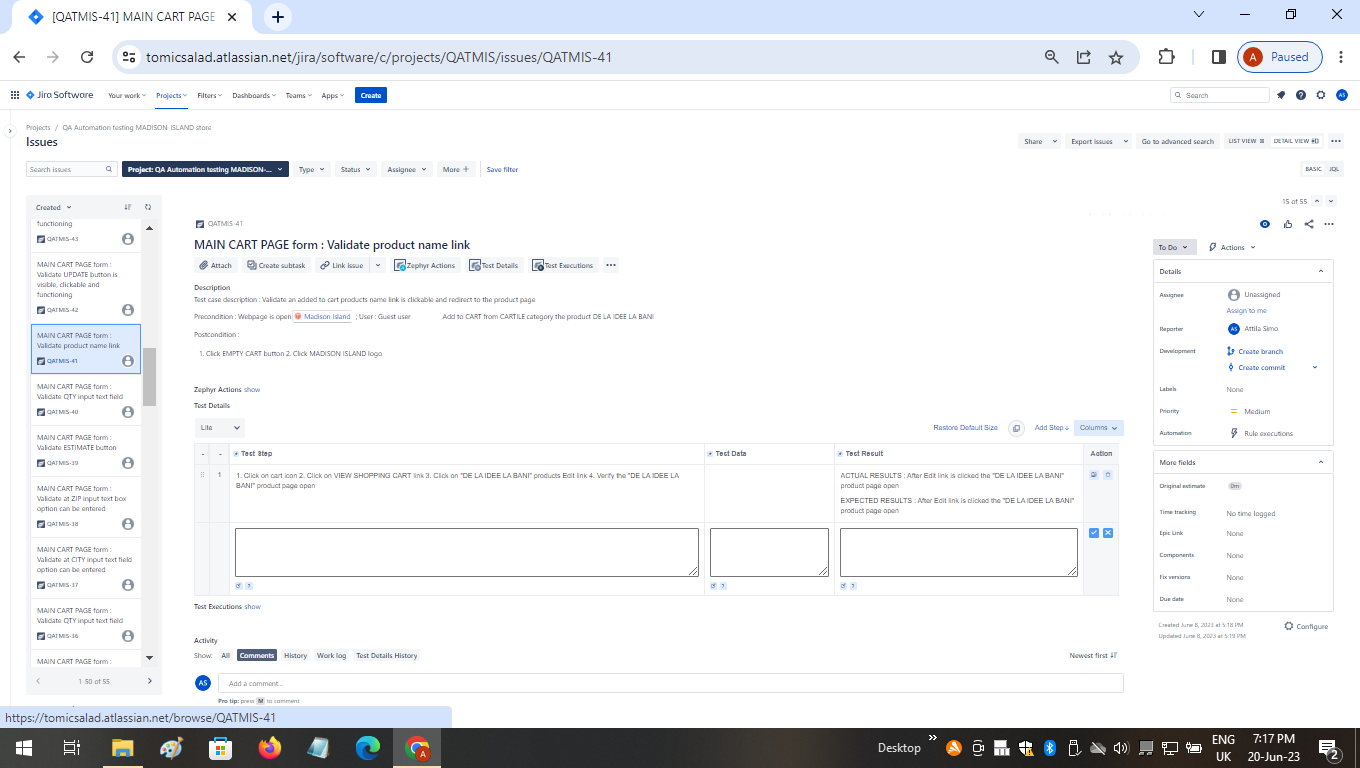 [QATMIS-41] MAIN CART PAGE
tomicsalad.atlassian.net/jira/software/c/projects/QATMIS/issues/QATMIS-41
A Paused
Jira Software Your work Projects Filters Dashboards Teams Apps Create Search AS
Projects / QA Automation testing MADISON ISLAND store
Issues
Share Export issues Go to advanced search LIST VIEW DETAIL VIEW
Search issues Project: QA Automation testing MADISON-... Type Status Assignee More + Save filter BASIC JQL
Created
functioning
QATMIS-43
MAIN CART PAGE form :
Validate UPDATE button is
visible, clickable and
functioning
QATMIS-42
MAIN CART PAGE form :
Validate product name link
QATMIS-41
MAIN CART PAGE form :
Validate QTY input text field
QATMIS-40
MAIN CART PAGE form :
Validate ESTIMATE button
QATMIS-39
MAIN CART PAGE form :
Validate at ZIP input text box
option can be entered
QATMIS-38
MAIN CART PAGE form :
Validate at CITY input text field
option can be entered
QATMIS-37
MAIN CART PAGE form :
Validate QTY input text field
QATMIS-36
MAIN CART PAGE form :
1-50 of 55
15 of 55
QATMIS-41
MAIN CART PAGE form : Validate product name link
Attach Create subtask Link issue Zephyr Actions Test Details Test Executions
Description
Test case description : Validate an added to cart products name link is clickable and redirect to the product page
Precondition : Webpage is open Madison Island ; User : Guest user Add to CART from CARTILE category the product DE LA IDEE LA BANI
Postcondition :
1. Click EMPTY CART button 2. Click MADISON ISLAND logo
Zephyr Actions show
Test Details
Lite Restore Default Size Add Step Columns
- - Test Step Test Data Test Result Action
1 1. Click on cart icon 2. Click on VIEW SHOPPING CART link 3. Click on "DE LA IDEE LA BANI" products Edit link 4. Verify the "DE LA IDEE LA
BANI" product page open
ACTUAL RESULTS : After Edit link is clicked the "DE LA IDEE LA BANI"
product page open
EXPECTED RESULTS : After Edit link is clicked the "DE LA IDEE LA BANI"
product page open
Test Executions show
Activity
Show: All Comments History Work log Test Details History Newest first
AS Add a comment...
Pro tip: press M to comment
To Do Actions
Details
Assignee Unassigned
Assign to me
Reporter AS Attila Simo
Development Create branch
Create commit
Labels None
Priority Medium
Automation Rule executions
More fields
Original estimate 0m
Time tracking No time logged
Epic Link None
Components None
Fix versions None
Due date None
Created June 8, 2023 at 5:18 PM
Updated June 8, 2023 at 5:19 PM
Configure
https://tomicsalad.atlassian.net/browse/QATMIS-41
A
Desktop
ENG
UK
7:17 PM
20-Jun-23
2